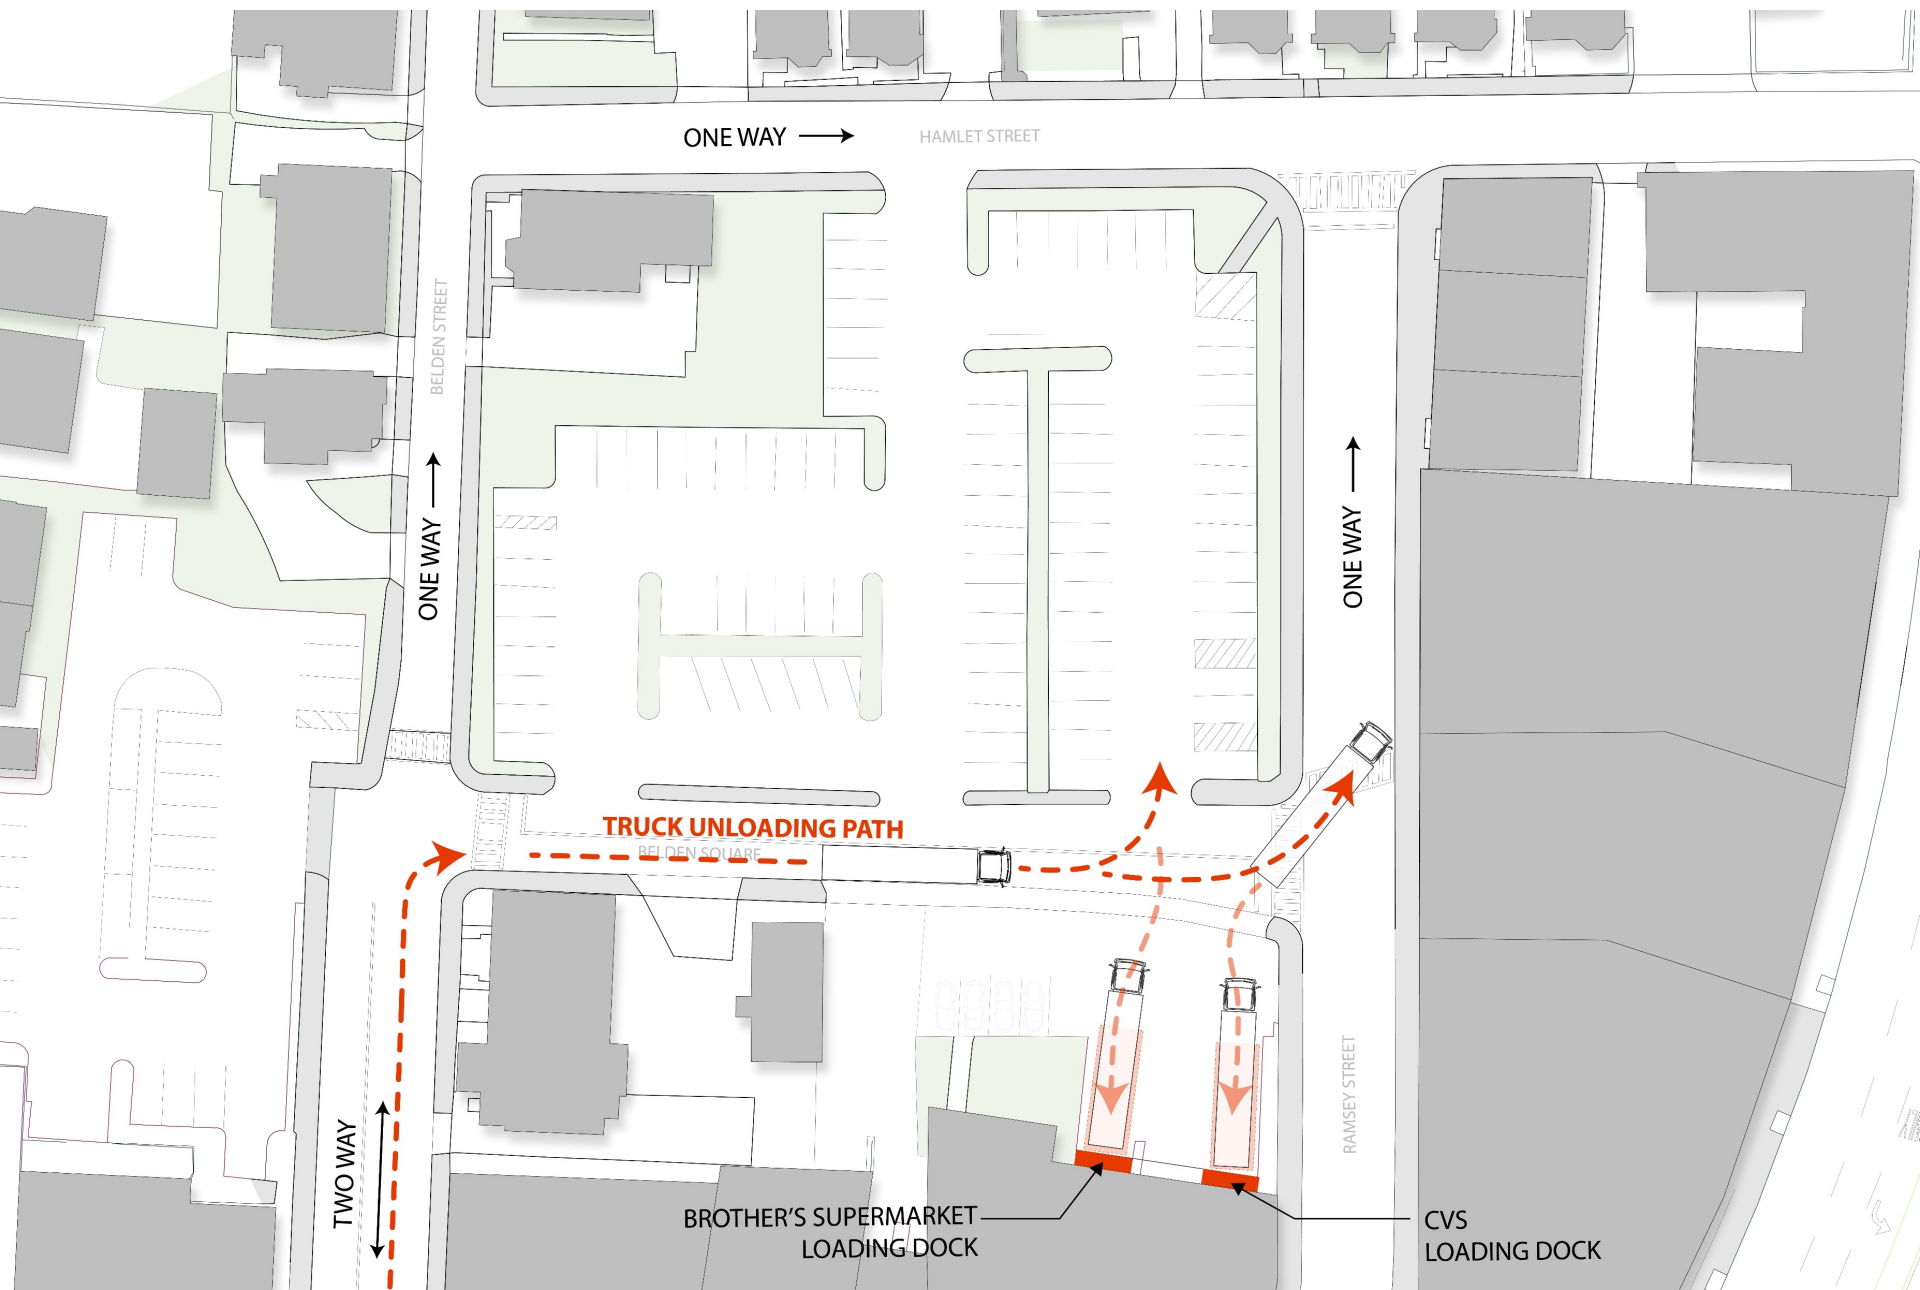 ONE WAY
HAMLET STREET
BELDEN STREET
ONE WAY
ONE WAY
TRUCK UNLOADING PATH
BELDEN SQUARE
RAMSEY STREET
TWO WAY
BROTHER'S SUPERMARKET
LOADING DOCK
CVS
LOADING DOCK